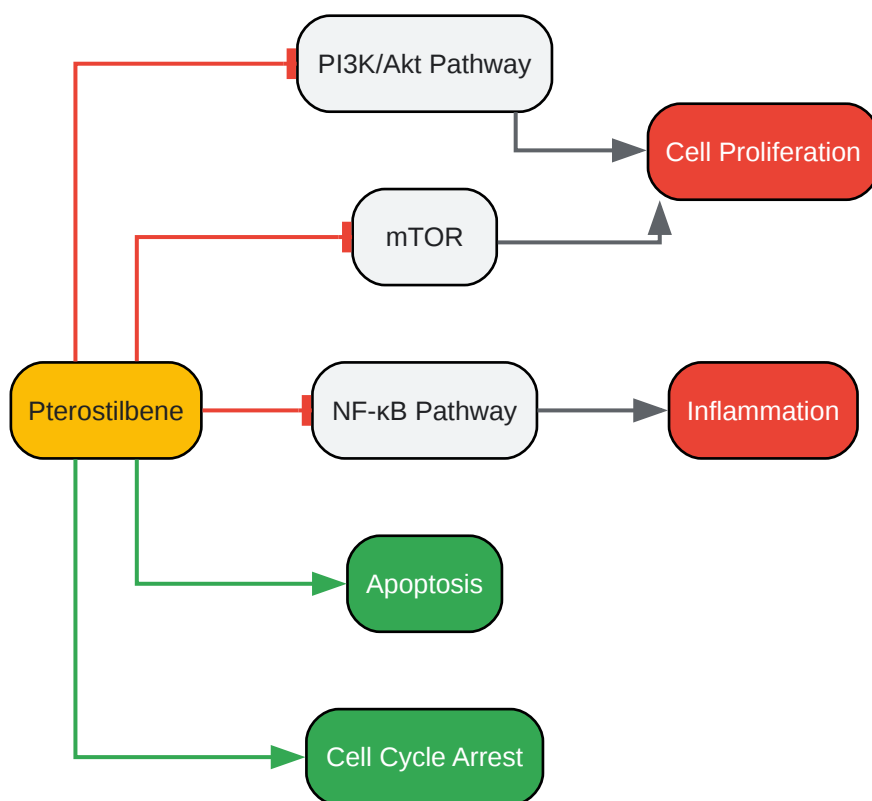 PI3K/Akt Pathway
Cell Proliferation
mTOR
Pterostilbene
NF-κB Pathway
Inflammation
Apoptosis
Cell Cycle Arrest